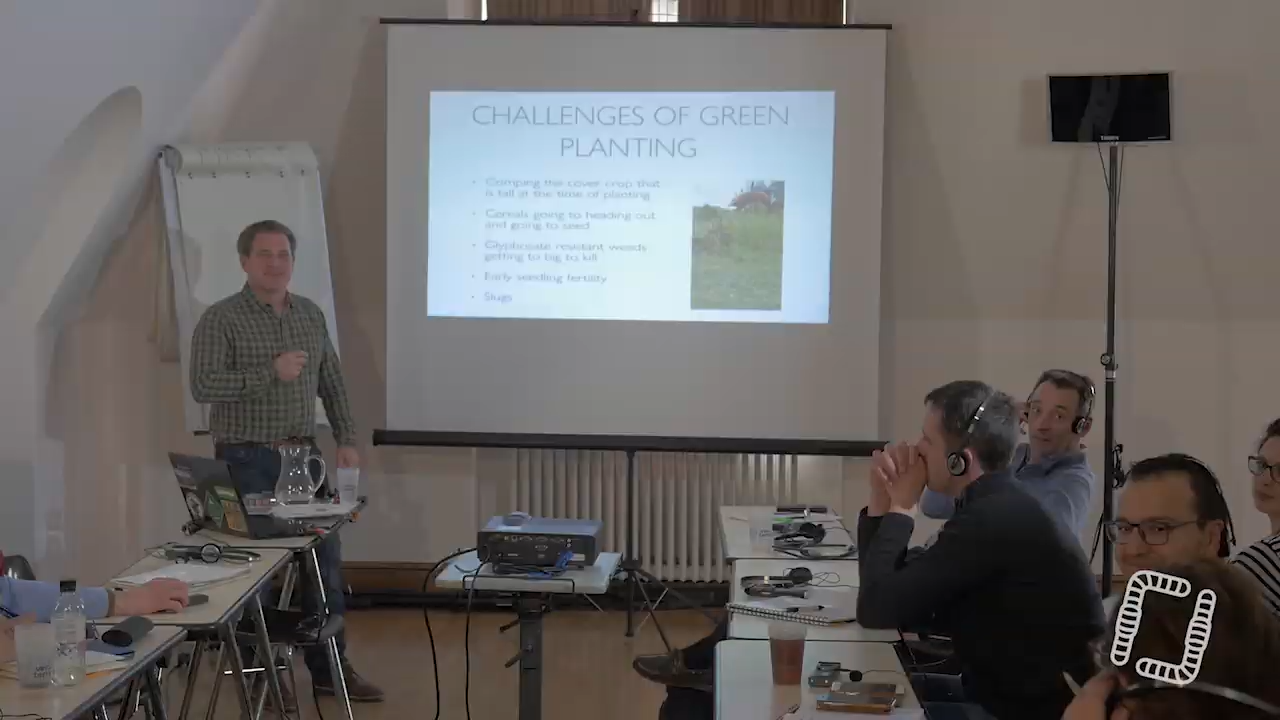 CHALLENGES OF GREEN
PLANTING
• Crimping the cover crop that
is tall at the time of planting
• Cereals going to heading out
and going to seed
• Glyphosate resistant weeds
getting to big to kill
• Early seedling fertility
• Slugs